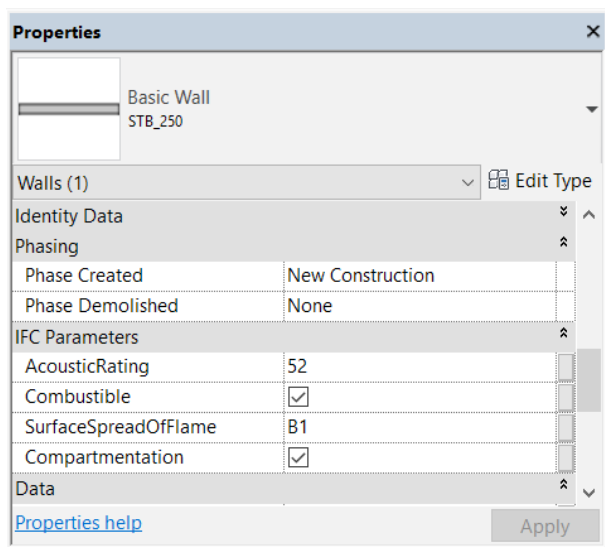 Properties
Basic Wall
STB_250
Walls (1) Edit Type
Identity Data
Phasing
Phase Created New Construction
Phase Demolished None
IFC Parameters
AcousticRating 52
Combustible
SurfaceSpreadOfFlame B1
Compartmentation
Data
Properties help Apply